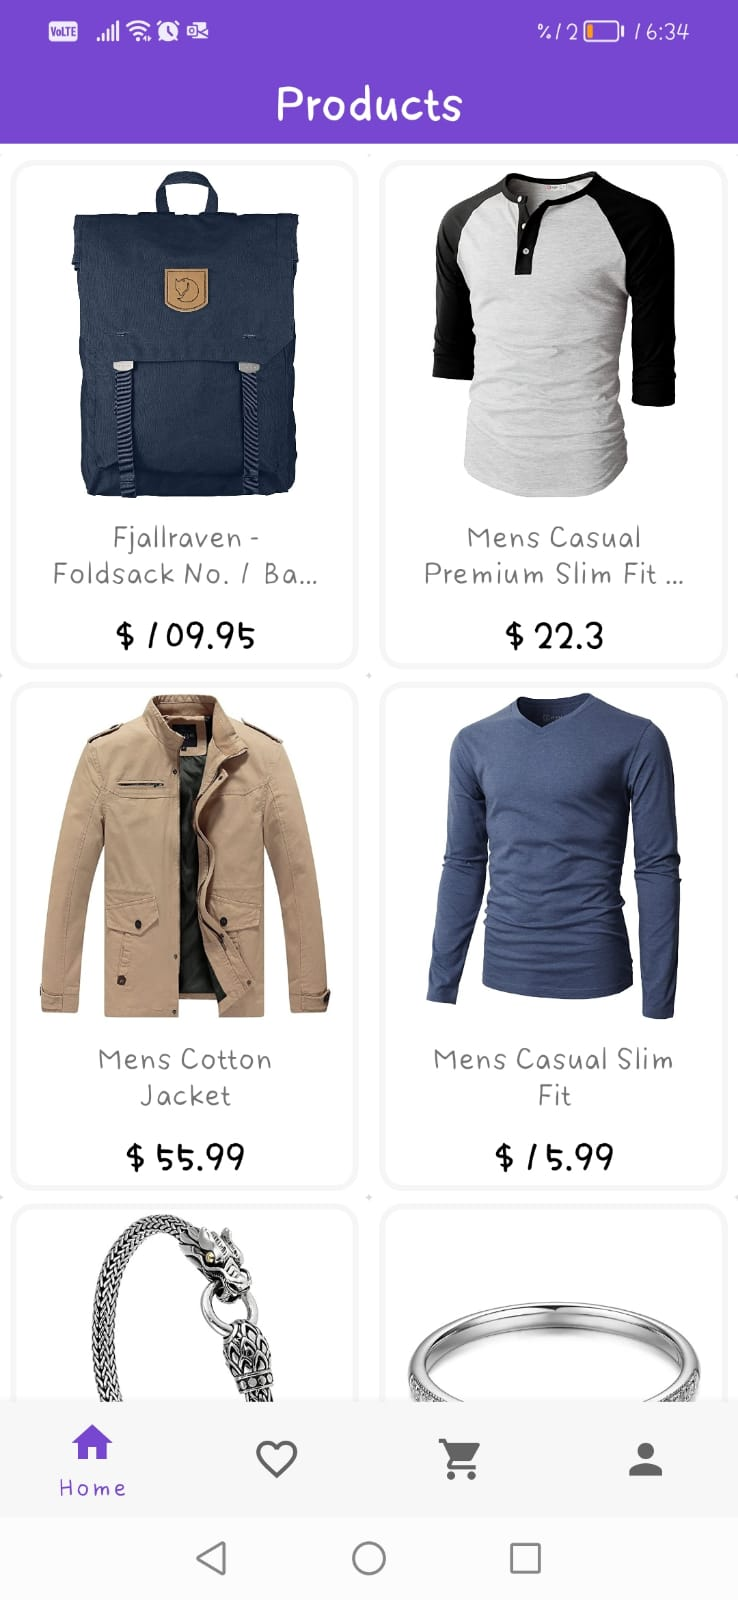 VoLTE
%12 16:34
Products
Fjallraven -
Foldsack No. 1 Ba...
$ 109.95
Mens Casual
Premium Slim Fit ...
$ 22.3
Mens Cotton
Jacket
$ 55.99
Mens Casual Slim
Fit
$ 15.99
Home